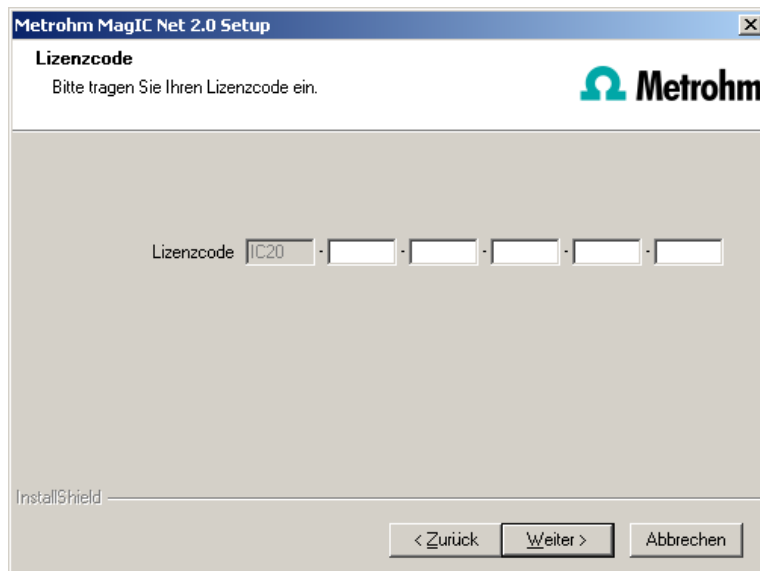 Metrohm MagIC Net 2.0 Setup
Lizenzcode
Bitte tragen Sie Ihren Lizenzcode ein.
Metrohm
Lizenzcode IC20 - - - - -
InstallShield
< Zurück Weiter > Abbrechen